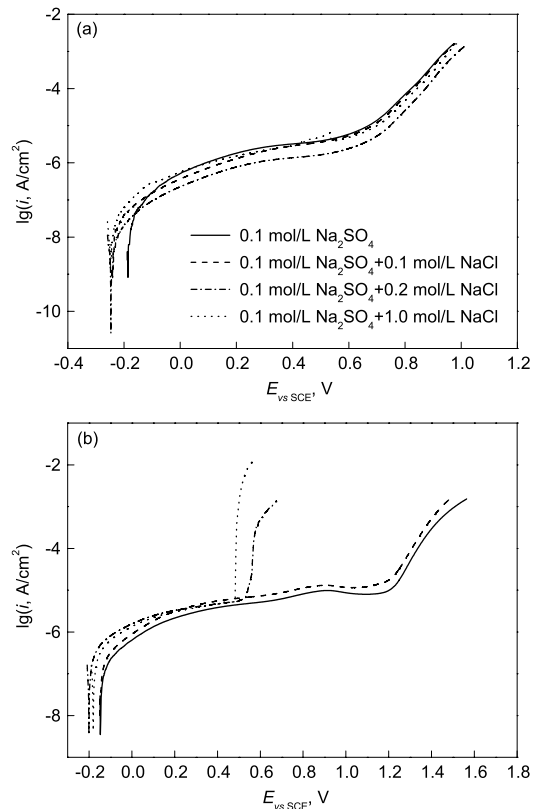 (a)
-2
-4
-6
-8
-10
lg(i, A/cm²)
0.1 mol/L Na₂SO₄
0.1 mol/L Na₂SO₄+0.1 mol/L NaCl
0.1 mol/L Na₂SO₄+0.2 mol/L NaCl
0.1 mol/L Na₂SO₄+1.0 mol/L NaCl
-0.4 -0.2 0.0 0.2 0.4 0.6 0.8 1.0 1.2
E vs SCE, V
(b)
-2
-4
-6
-8
lg(i, A/cm²)
-0.2 0.0 0.2 0.4 0.6 0.8 1.0 1.2 1.4 1.6 1.8
E vs SCE, V